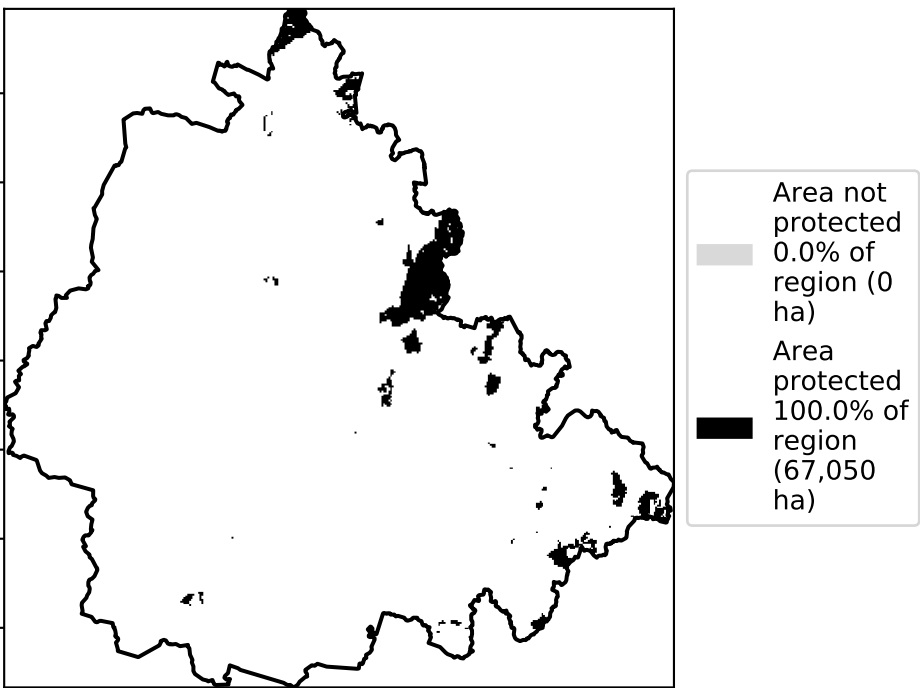 Area not
protected
0.0% of
region (0
ha)
Area
protected
100.0% of
region
(67,050
ha)